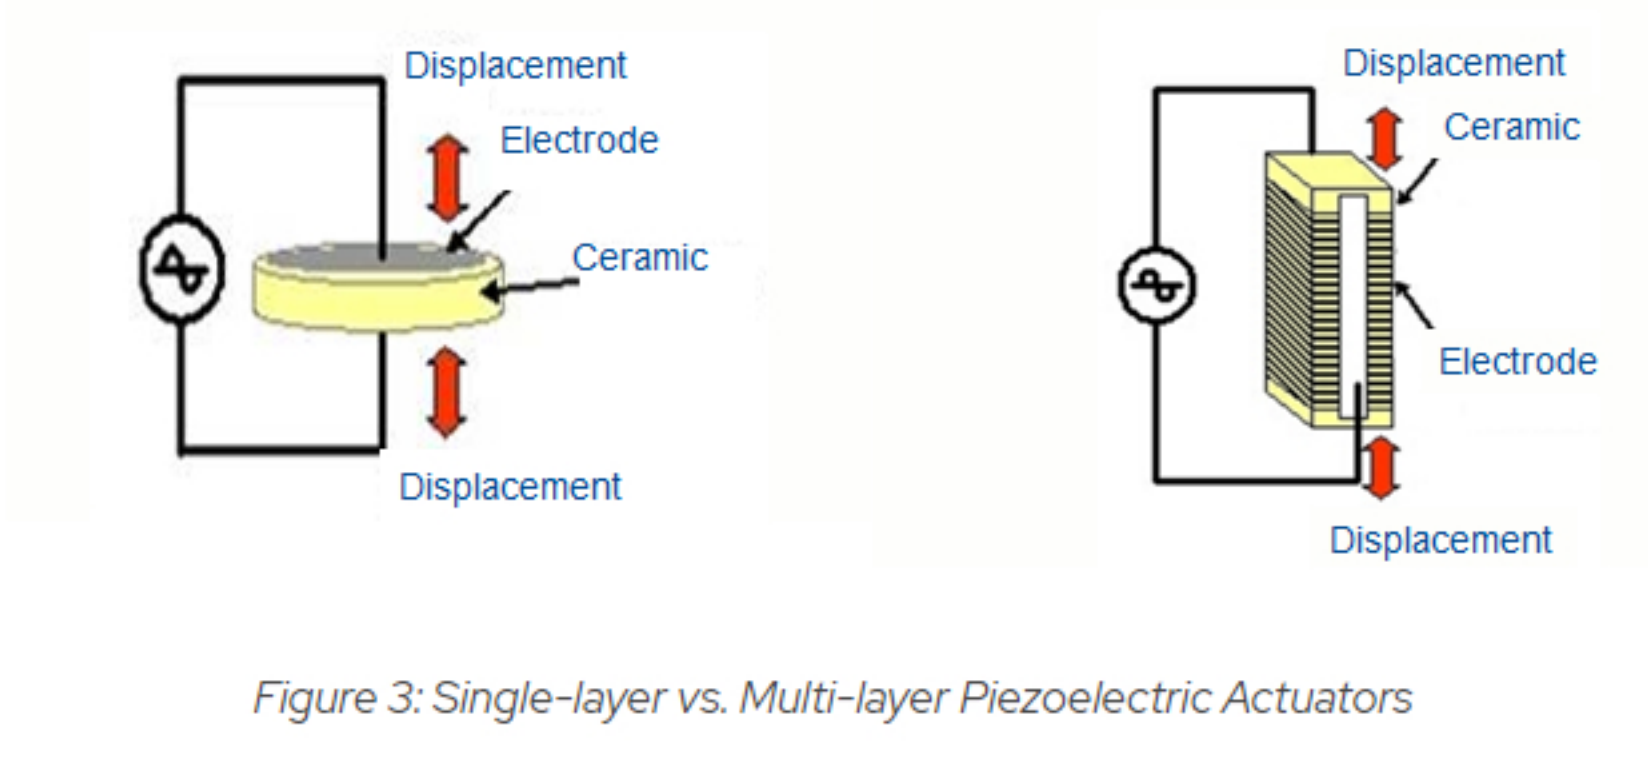 Displacement
Electrode
Ceramic
Displacement
Displacement
Ceramic
Electrode
Displacement
Figure 3: Single-layer vs. Multi-layer Piezoelectric Actuators